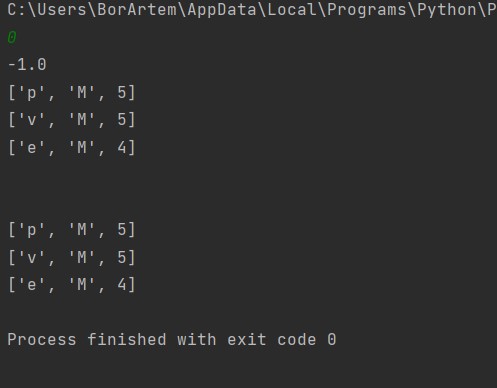 C:\Users\BorArtem\AppData\Local\Programs\Python\P
0
-1.0
['p', 'M', 5]
['v', 'M', 5]
['e', 'M', 4]
['p', 'M', 5]
['v', 'M', 5]
['e', 'M', 4]
Process finished with exit code 0